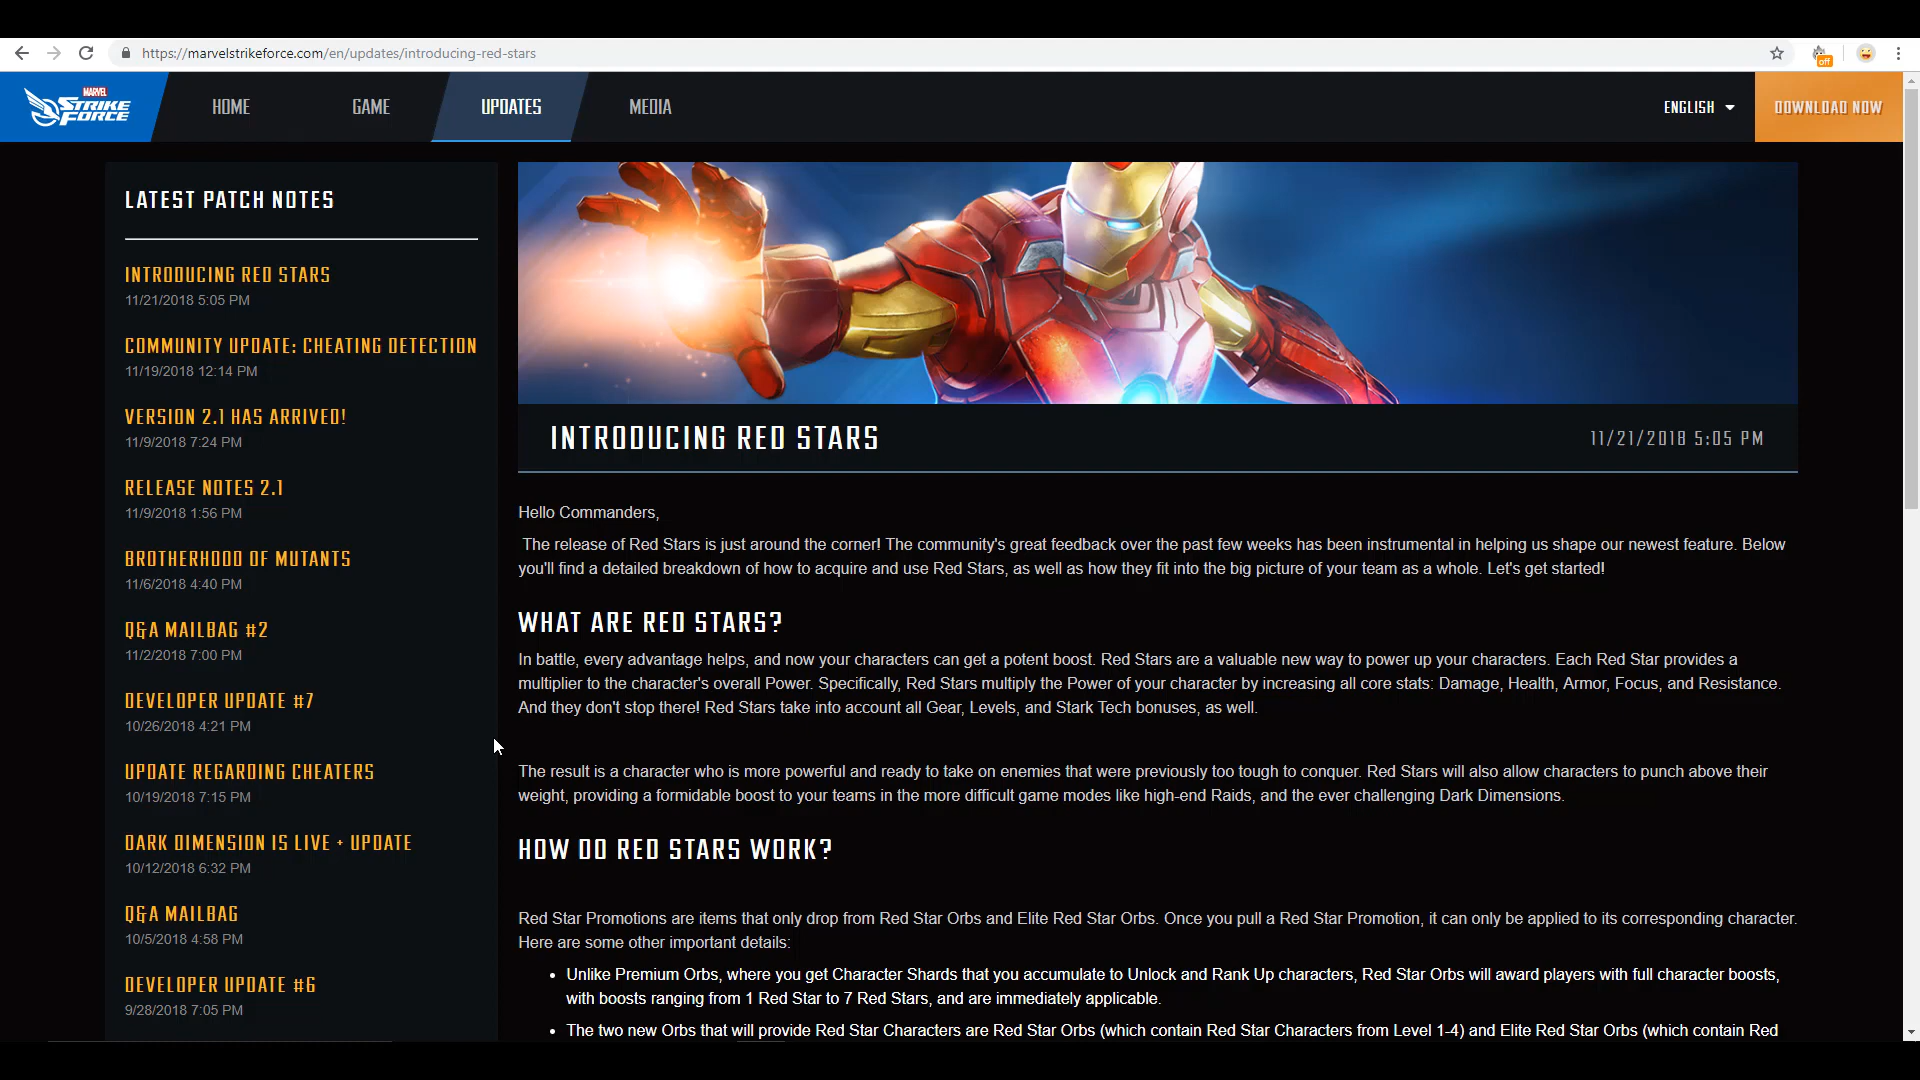 https://marvelstrikeforce.com/en/updates/introducing-red-stars
off
MARVEL
STRIKE
FORCE
HOME
GAME
UPDATES
MEDIA
ENGLISH
DOWNLOAD NOW
LATEST PATCH NOTES
INTRODUCING RED STARS
11/21/2018 5:05 PM
COMMUNITY UPDATE: CHEATING DETECTION
11/19/2018 12:14 PM
VERSION 2.1 HAS ARRIVED!
11/9/2018 7:24 PM
RELEASE NOTES 2.1
11/9/2018 1:56 PM
BROTHERHOOD OF MUTANTS
11/6/2018 4:40 PM
Q&A MAILBAG #2
11/2/2018 7:00 PM
DEVELOPER UPDATE #7
10/26/2018 4:21 PM
UPDATE REGARDING CHEATERS
10/19/2018 7:15 PM
DARK DIMENSION IS LIVE + UPDATE
10/12/2018 6:32 PM
Q&A MAILBAG
10/5/2018 4:58 PM
DEVELOPER UPDATE #6
9/28/2018 7:05 PM
INTRODUCING RED STARS
11/21/2018 5:05 PM
Hello Commanders,
The release of Red Stars is just around the corner! The community's great feedback over the past few weeks has been instrumental in helping us shape our newest feature. Below
you'll find a detailed breakdown of how to acquire and use Red Stars, as well as how they fit into the big picture of your team as a whole. Let's get started!
WHAT ARE RED STARS?
In battle, every advantage helps, and now your characters can get a potent boost. Red Stars are a valuable new way to power up your characters. Each Red Star provides a
multiplier to the character's overall Power. Specifically, Red Stars multiply the Power of your character by increasing all core stats: Damage, Health, Armor, Focus, and Resistance.
And they don't stop there! Red Stars take into account all Gear, Levels, and Stark Tech bonuses, as well.
The result is a character who is more powerful and ready to take on enemies that were previously too tough to conquer. Red Stars will also allow characters to punch above their
weight, providing a formidable boost to your teams in the more difficult game modes like high-end Raids, and the ever challenging Dark Dimensions.
HOW DO RED STARS WORK?
Red Star Promotions are items that only drop from Red Star Orbs and Elite Red Star Orbs. Once you pull a Red Star Promotion, it can only be applied to its corresponding character.
Here are some other important details:
• Unlike Premium Orbs, where you get Character Shards that you accumulate to Unlock and Rank Up characters, Red Star Orbs will award players with full character boosts,
with boosts ranging from 1 Red Star to 7 Red Stars, and are immediately applicable.
• The two new Orbs that will provide Red Star Characters are Red Star Orbs (which contain Red Star Characters from Level 1-4) and Elite Red Star Orbs (which contain Red